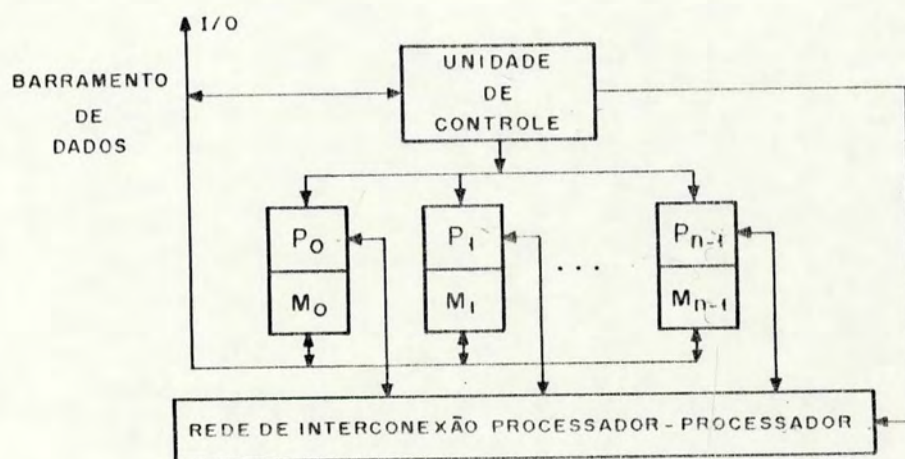 I/O
BARRAMENTO
DE
DADOS
UNIDADE
DE
CONTROLE
P0
P1
Pn-1
...
M0
M1
Mn-1
REDE DE INTERCONEXÃO PROCESSADOR-PROCESSADOR